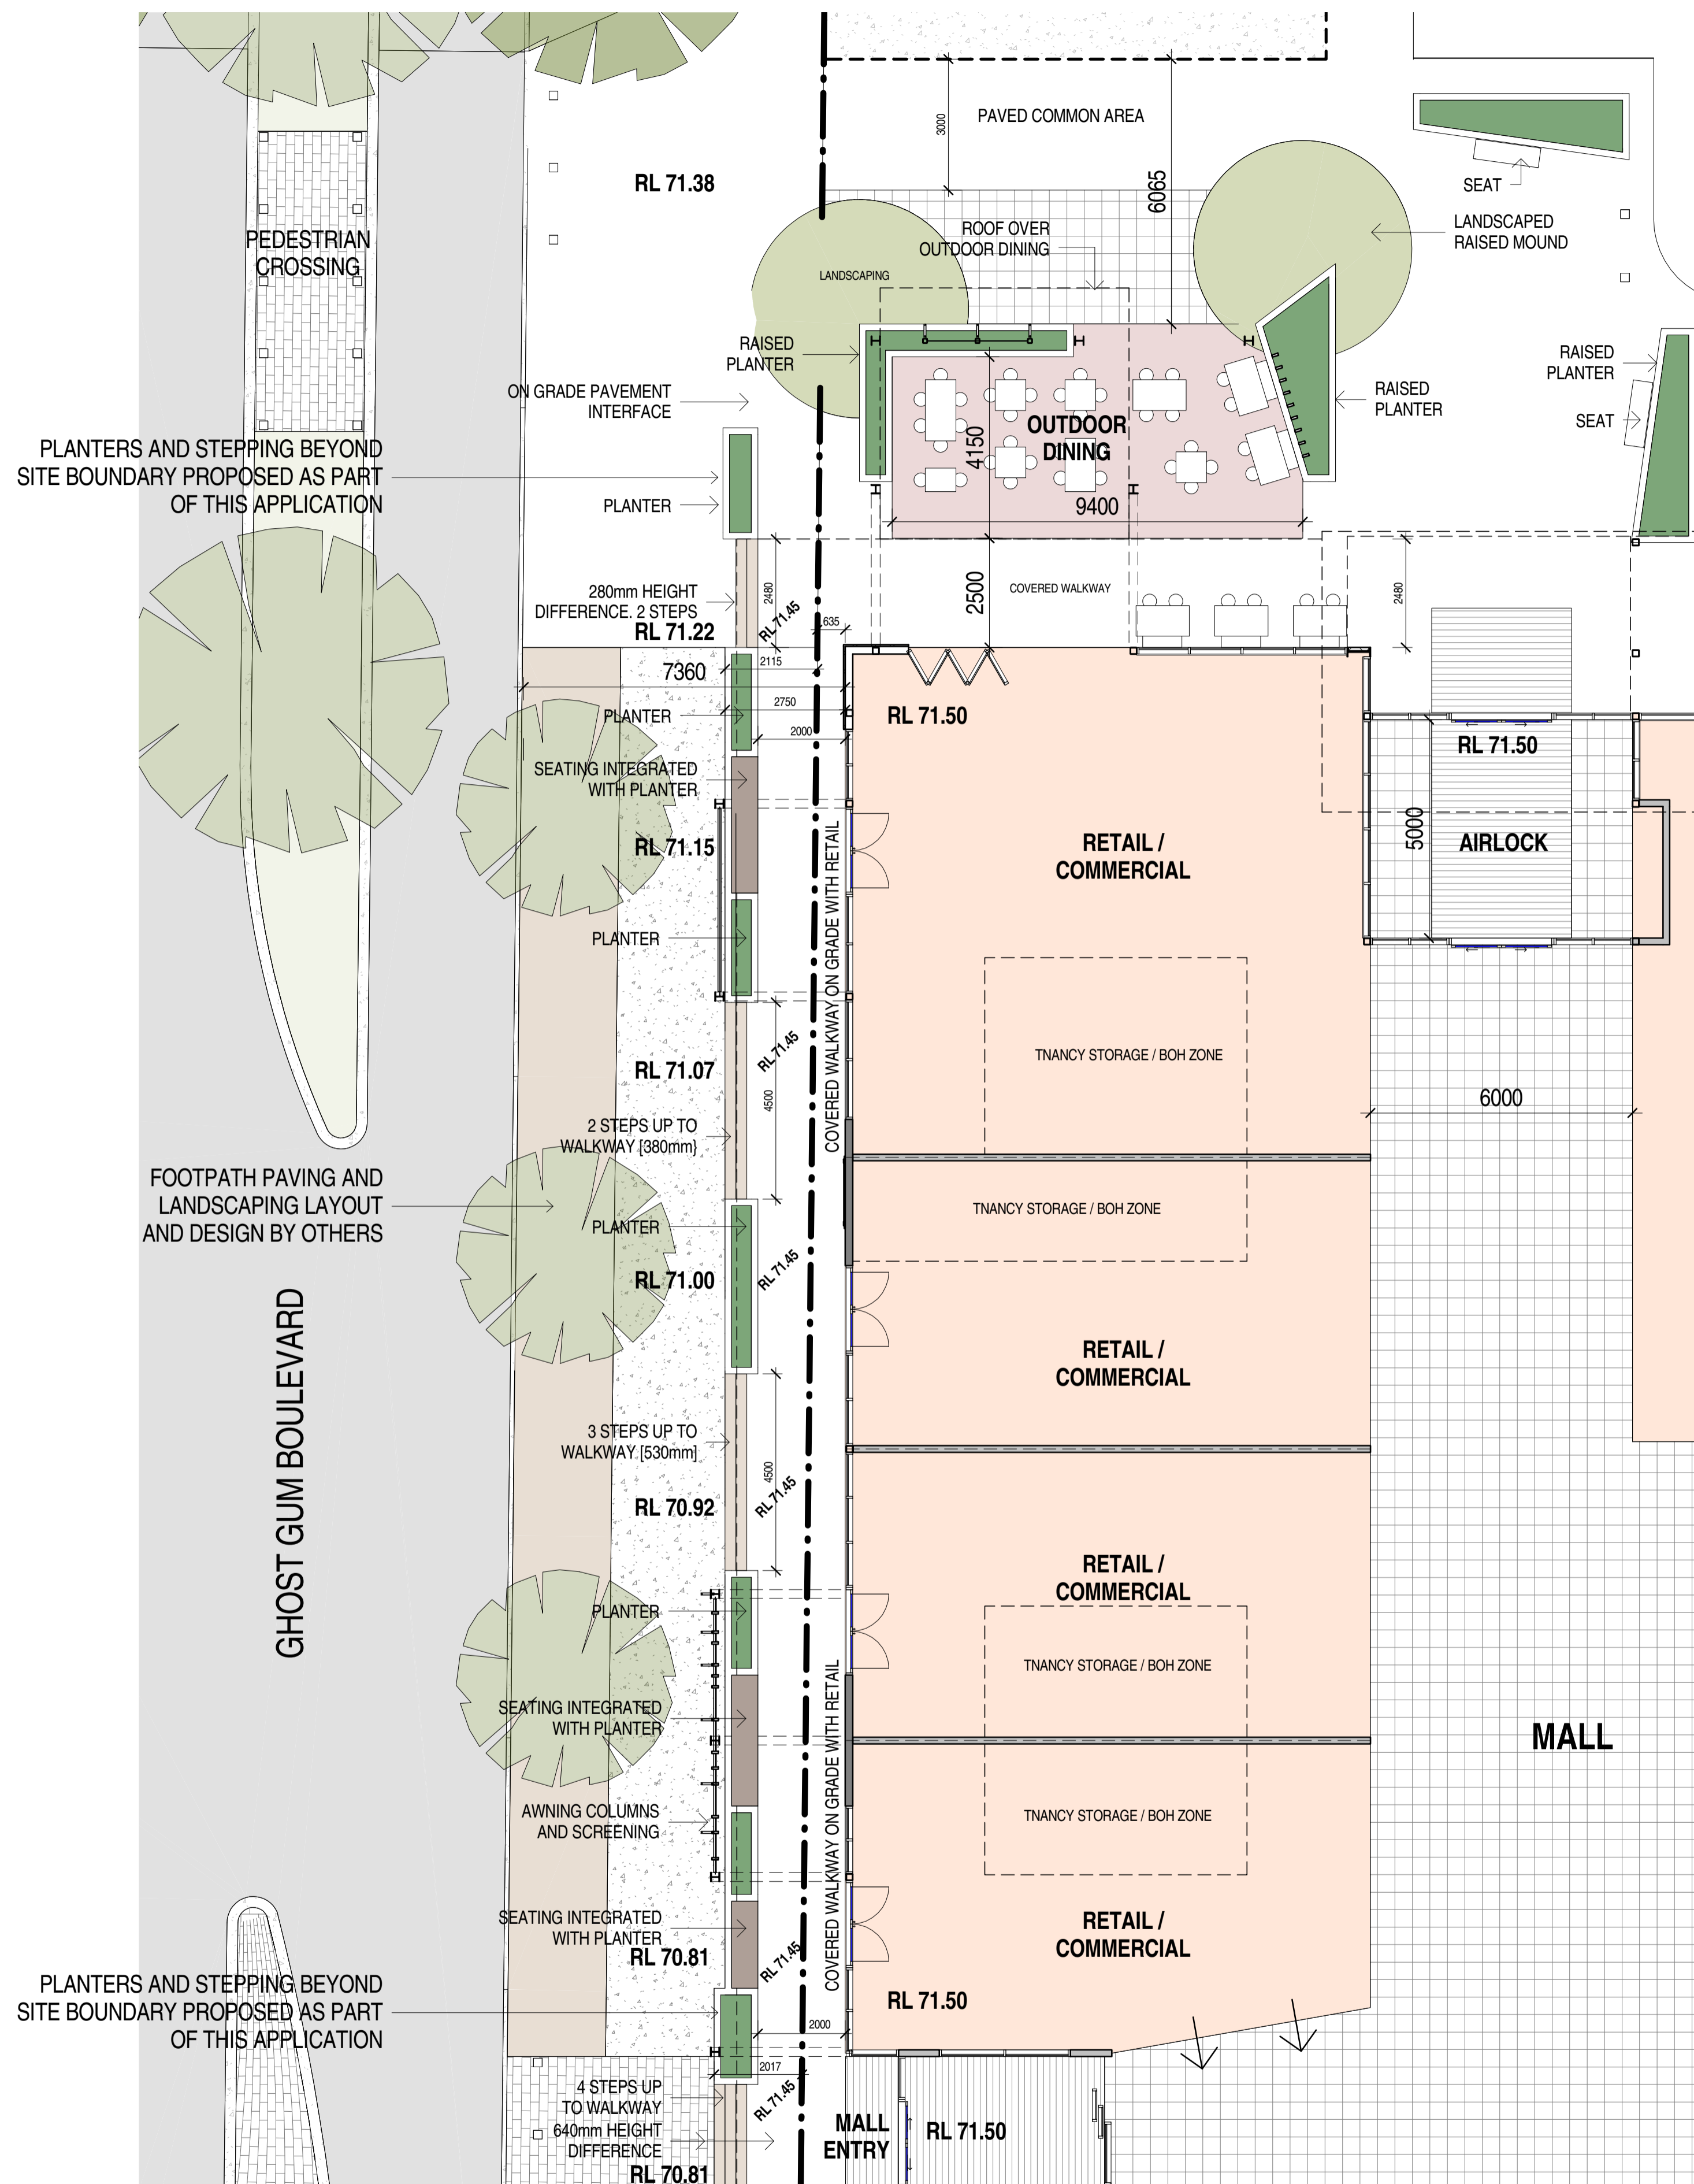 PAVED COMMON AREA
3000
6065
SEAT
RL 71.38
LANDSCAPED
RAISED MOUND
PEDESTRIAN
CROSSING
ROOF OVER
OUTDOOR DINING
LANDSCAPING
RAISED
PLANTER
RAISED
PLANTER
ON GRADE PAVEMENT
INTERFACE
RAISED
PLANTER
SEAT
OUTDOOR
DINING
4150
9400
PLANTERS AND STEPPING BEYOND
SITE BOUNDARY PROPOSED AS PART
OF THIS APPLICATION
PLANTER
280mm HEIGHT
DIFFERENCE. 2 STEPS
RL 71.22
2480
RL 71.45
635
2500
COVERED WALKWAY
2480
7360
2115
2750
2000
PLANTER
RL 71.50
RL 71.50
SEATING INTEGRATED
WITH PLANTER
RL 71.15
COVERED WALKWAY ON GRADE WITH RETAIL
RETAIL /
COMMERCIAL
5000
AIRLOCK
PLANTER
RL 71.45
RL 71.07
TNANCY STORAGE / BOH ZONE
4500
6000
2 STEPS UP TO
WALKWAY [380mm}
FOOTPATH PAVING AND
LANDSCAPING LAYOUT
AND DESIGN BY OTHERS
TNANCY STORAGE / BOH ZONE
PLANTER
RL 71.45
RL 71.00
GHOST GUM BOULEVARD
RETAIL /
COMMERCIAL
3 STEPS UP TO
WALKWAY [530mm]
4500
RL 71.45
RL 70.92
RETAIL /
COMMERCIAL
PLANTER
TNANCY STORAGE / BOH ZONE
SEATING INTEGRATED
WITH PLANTER
COVERED WALKWAY ON GRADE WITH RETAIL
MALL
AWNING COLUMNS
AND SCREENING
TNANCY STORAGE / BOH ZONE
SEATING INTEGRATED
WITH PLANTER
RL 70.81
RL 71.45
RETAIL /
COMMERCIAL
PLANTERS AND STEPPING BEYOND
SITE BOUNDARY PROPOSED AS PART
OF THIS APPLICATION
RL 71.50
2000
2017
4 STEPS UP
TO WALKWAY
640mm HEIGHT
DIFFERENCE
RL 71.45
MALL
ENTRY
RL 71.50
RL 70.81